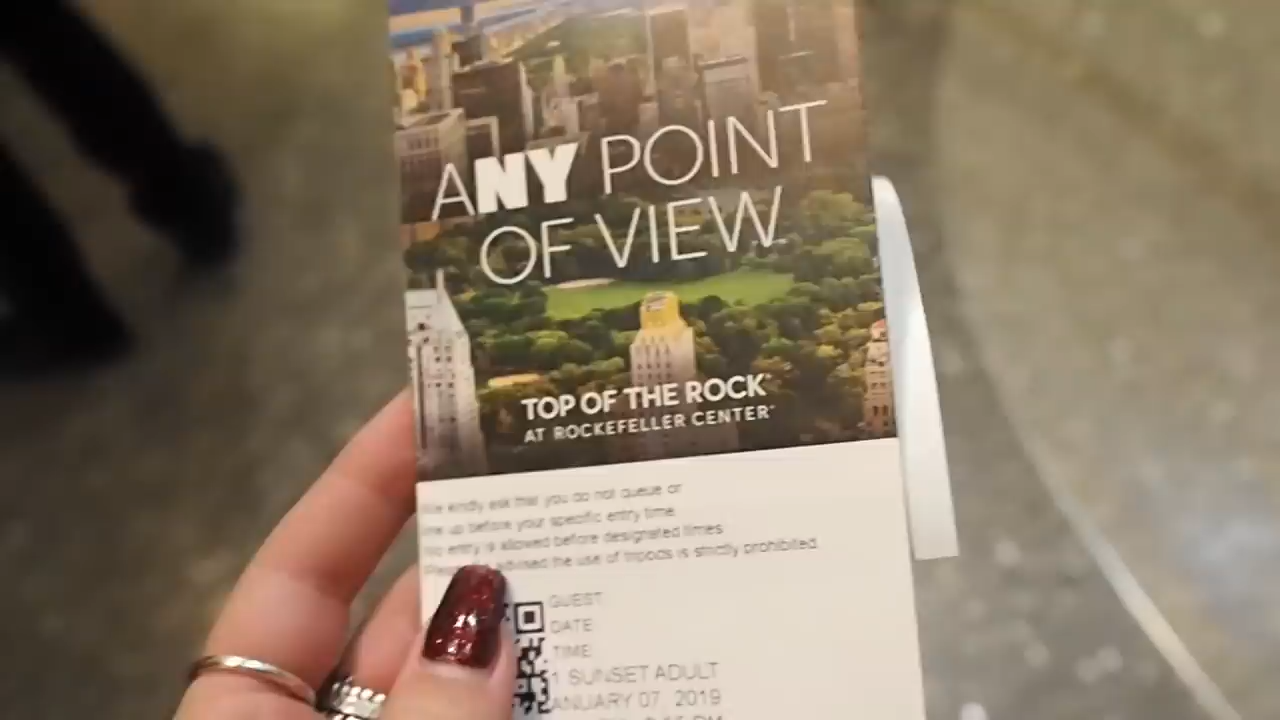 ANY POINT
OF VIEW
TOP OF THE ROCK
AT ROCKEFELLER CENTER
kindly ask that you do not queue or
up before your specific entry time
No entry is allowed before designated times
advised the use of tripods is strictly prohibited
GUEST
DATE
TIME
1 SUNSET ADULT
ANUARY 07, 2019
PM